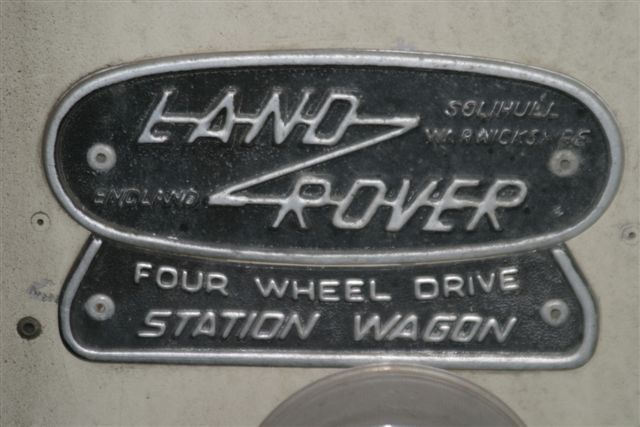 LAND
SOLIHULL
WARWICKSHIRE
ENGLAND
ROVER
FOUR WHEEL DRIVE
STATION WAGON